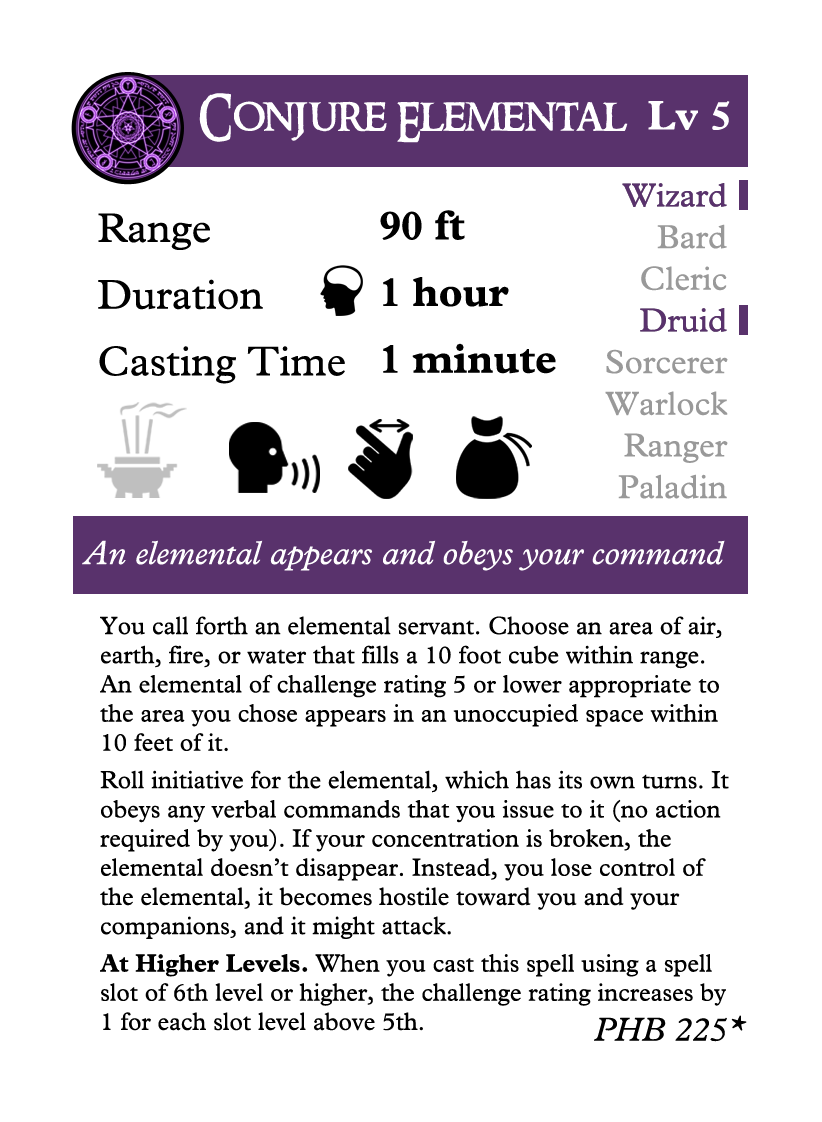 Conjure Elemental Lv 5
Range 90 ft
Duration 1 hour
Casting Time 1 minute
Wizard
Bard
Cleric
Druid
Sorcerer
Warlock
Ranger
Paladin
An elemental appears and obeys your command
You call forth an elemental servant. Choose an area of air,
earth, fire, or water that fills a 10 foot cube within range.
An elemental of challenge rating 5 or lower appropriate to
the area you chose appears in an unoccupied space within
10 feet of it.
Roll initiative for the elemental, which has its own turns. It
obeys any verbal commands that you issue to it (no action
required by you). If your concentration is broken, the
elemental doesn’t disappear. Instead, you lose control of
the elemental, it becomes hostile toward you and your
companions, and it might attack.
At Higher Levels. When you cast this spell using a spell
slot of 6th level or higher, the challenge rating increases by
1 for each slot level above 5th.
PHB 225*